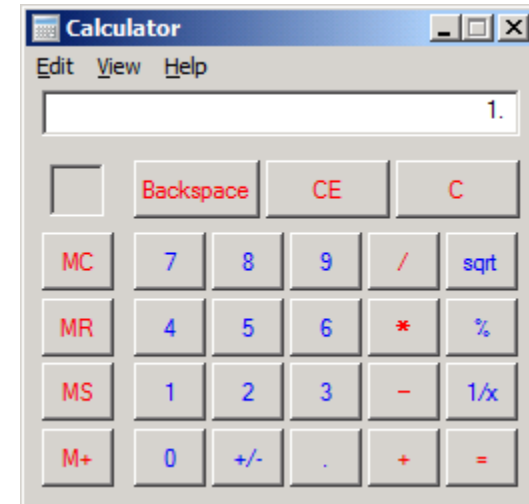 Calculator
Edit View Help
1.
Backspace CE C
MC 7 8 9 / sqrt
MR 4 5 6 * %
MS 1 2 3 - 1/x
M+ 0 +/- . + =